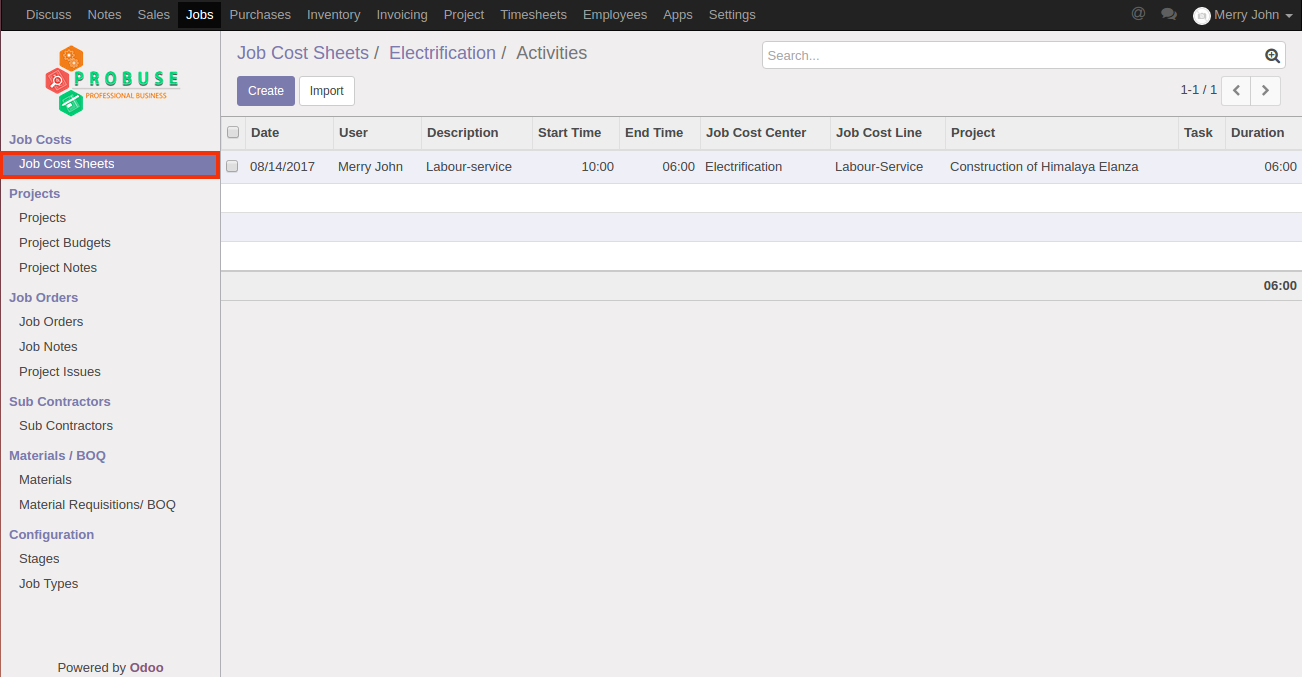 Discuss Notes Sales Jobs Purchases Inventory Invoicing Project Timesheets Employees Apps Settings @ Merry John
PROBUSE
PROFESSIONAL BUSINESS
Job Costs
Job Cost Sheets
Projects
Projects
Project Budgets
Project Notes
Job Orders
Job Orders
Job Notes
Project Issues
Sub Contractors
Sub Contractors
Materials / BOQ
Materials
Material Requisitions/ BOQ
Configuration
Stages
Job Types
Powered by Odoo
Job Cost Sheets / Electrification / Activities
Search...
Create Import
1-1 / 1
Date User Description Start Time End Time Job Cost Center Job Cost Line Project Task Duration
08/14/2017 Merry John Labour-service 10:00 06:00 Electrification Labour-Service Construction of Himalaya Elanza 06:00
06:00